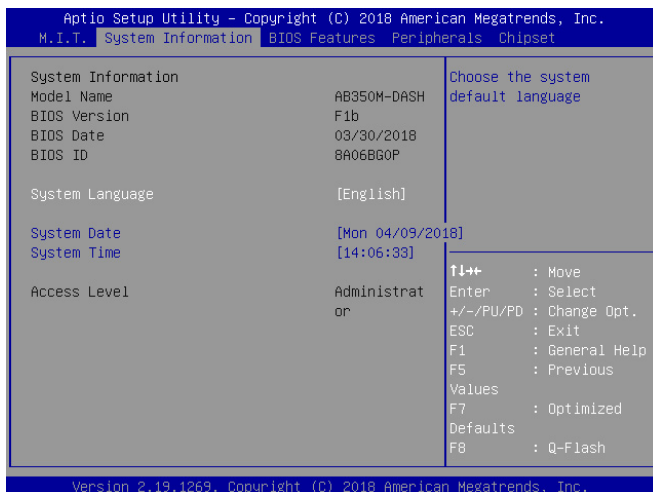 Aptio Setup Utility – Copyright (C) 2018 American Megatrends, Inc.
M.I.T. System Information BIOS Features Peripherals Chipset
System Information
Model Name AB350M-DASH
BIOS Version F1b
BIOS Date 03/30/2018
BIOS ID 8A06BG0P
System Language [English]
System Date [Mon 04/09/2018]
System Time [14:06:33]
Access Level Administrat
or
Choose the system
default language
↑↓→← : Move
Enter : Select
+/-/PU/PD : Change Opt.
ESC : Exit
F1 : General Help
F5 : Previous
Values
F7 : Optimized
Defaults
F8 : Q-Flash
Version 2.19.1269. Copyright (C) 2018 American Megatrends, Inc.